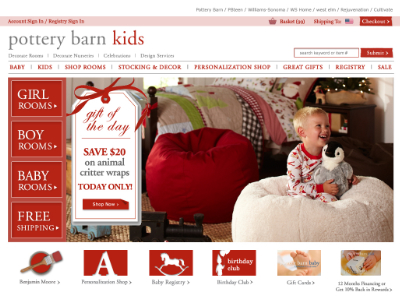 Pottery Barn / PBteen / Williams-Sonoma / WS Home / west elm / Rejuvenation / Cultivate
Account Sign In / Registry Sign In
Basket (99)
Shipping To
Checkout >
pottery barn kids
Decorate Rooms | Decorate Nurseries | Celebrations | Design Services
Search keyword or item#
Submit >
BABY | KIDS | SHOP ROOMS | STOCKING & DECOR | PERSONALIZATION SHOP | GREAT GIFTS | REGISTRY | SALE
GIRL
ROOMS
BOY
ROOMS
BABY
ROOMS
FREE
SHIPPING
gift of
the day
SAVE $20
on animal
critter wraps
TODAY ONLY!
Shop Now >
A
birthday
club
Benjamin Moore >
Personalization Shop >
Baby Registry >
Birthday Club >
Gift Cards >
12 Months Financing or
Get 10% Back in Rewards >